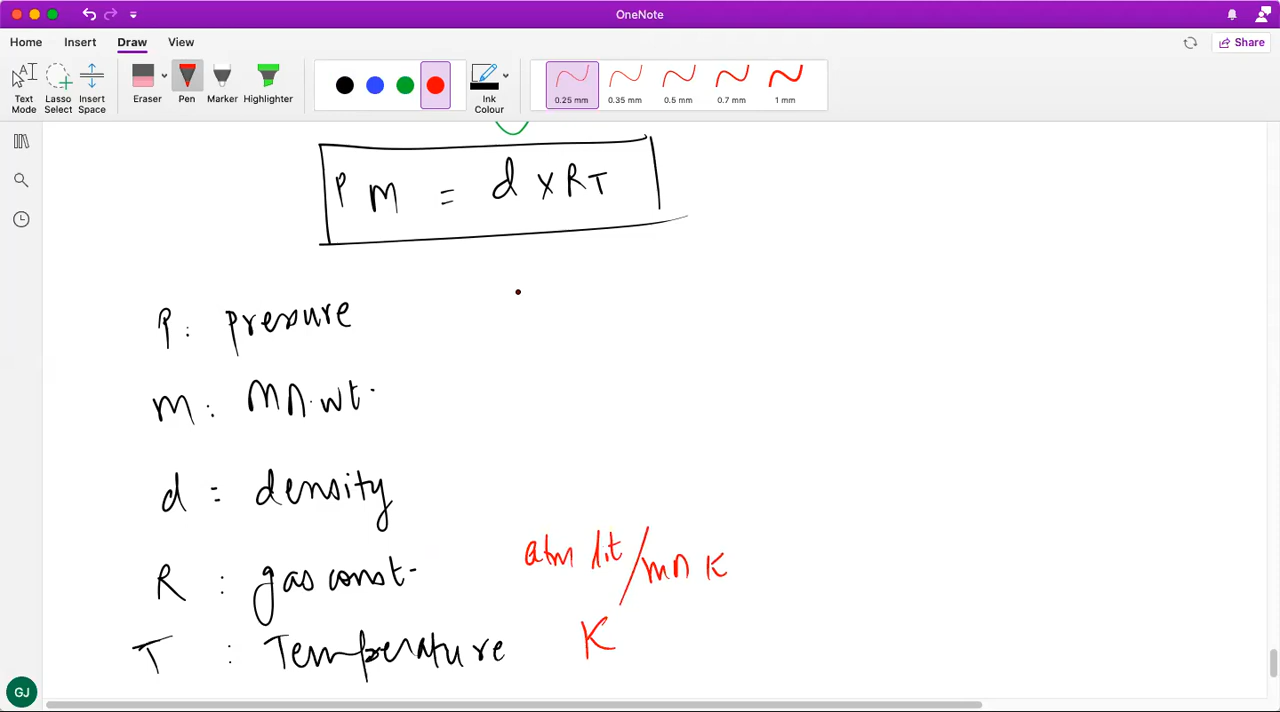 OneNote
Home Insert Draw View Share
Text Mode Lasso Select Insert Space Eraser Pen Marker Highlighter Ink Colour 0.25 mm 0.35 mm 0.5 mm 0.7 mm 1 mm
P M = d x RT
P : pressure
M : Mol. wt.
d = density
R : gas const. atm lit / mol K
T : Temperature K
GJ